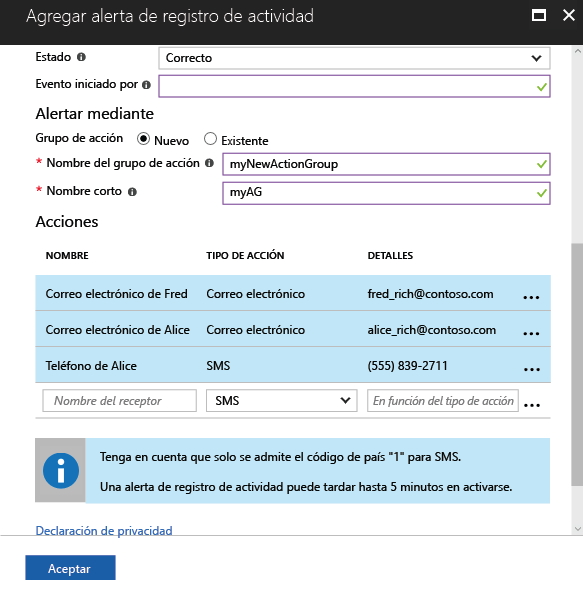 Agregar alerta de registro de actividad
Estado
Correcto
Evento iniciado por
Alertar mediante
Grupo de acción Nuevo Existente
* Nombre del grupo de acción myNewActionGroup
* Nombre corto myAG
Acciones
NOMBRE TIPO DE ACCIÓN DETALLES
Correo electrónico de Fred Correo electrónico fred_rich@contoso.com ...
Correo electrónico de Alice Correo electrónico alice_rich@contoso.com ...
Teléfono de Alice SMS (555) 839-2711 ...
Nombre del receptor SMS En función del tipo de acción ...
Tenga en cuenta que solo se admite el código de país "1" para SMS.
Una alerta de registro de actividad puede tardar hasta 5 minutos en activarse.
Declaración de privacidad
Aceptar